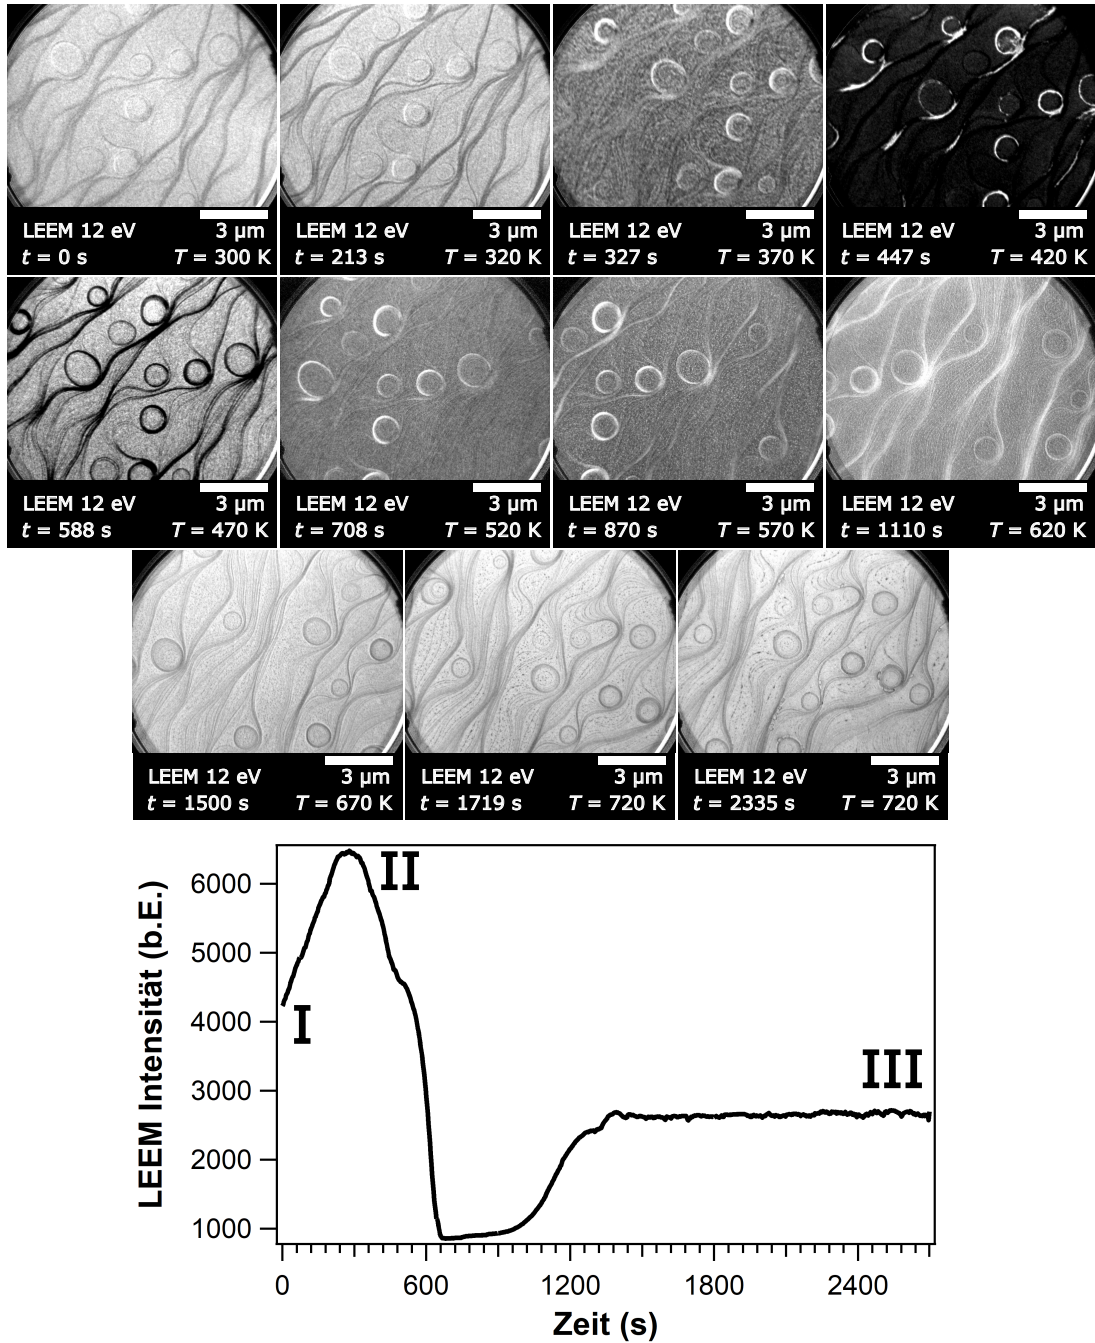 3 µm
LEEM 12 eV
t = 0 s T = 300 K
3 µm
LEEM 12 eV
t = 213 s T = 320 K
3 µm
LEEM 12 eV
t = 327 s T = 370 K
3 µm
LEEM 12 eV
t = 447 s T = 420 K
3 µm
LEEM 12 eV
t = 588 s T = 470 K
3 µm
LEEM 12 eV
t = 708 s T = 520 K
3 µm
LEEM 12 eV
t = 870 s T = 570 K
3 µm
LEEM 12 eV
t = 1110 s T = 620 K
3 µm
LEEM 12 eV
t = 1500 s T = 670 K
3 µm
LEEM 12 eV
t = 1719 s T = 720 K
3 µm
LEEM 12 eV
t = 2335 s T = 720 K
LEEM Intensität (b.E.)
6000
5000
4000
3000
2000
1000
I
II
III
0 600 1200 1800 2400
Zeit (s)